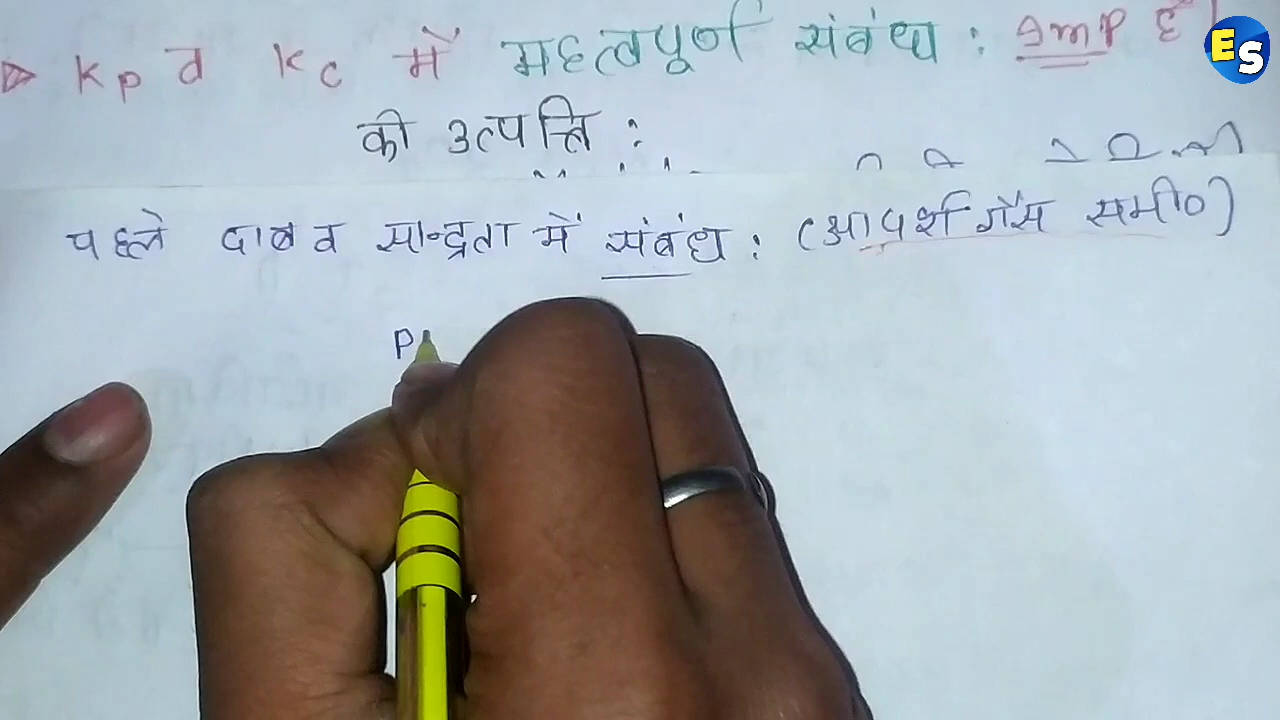 Kp व Kc में महत्वपूर्ण संबंध : Imp है।
की उत्पत्ति :
पहले दाब व सान्द्रता में संबंध : (आदर्श गैस समी०)
P
ES